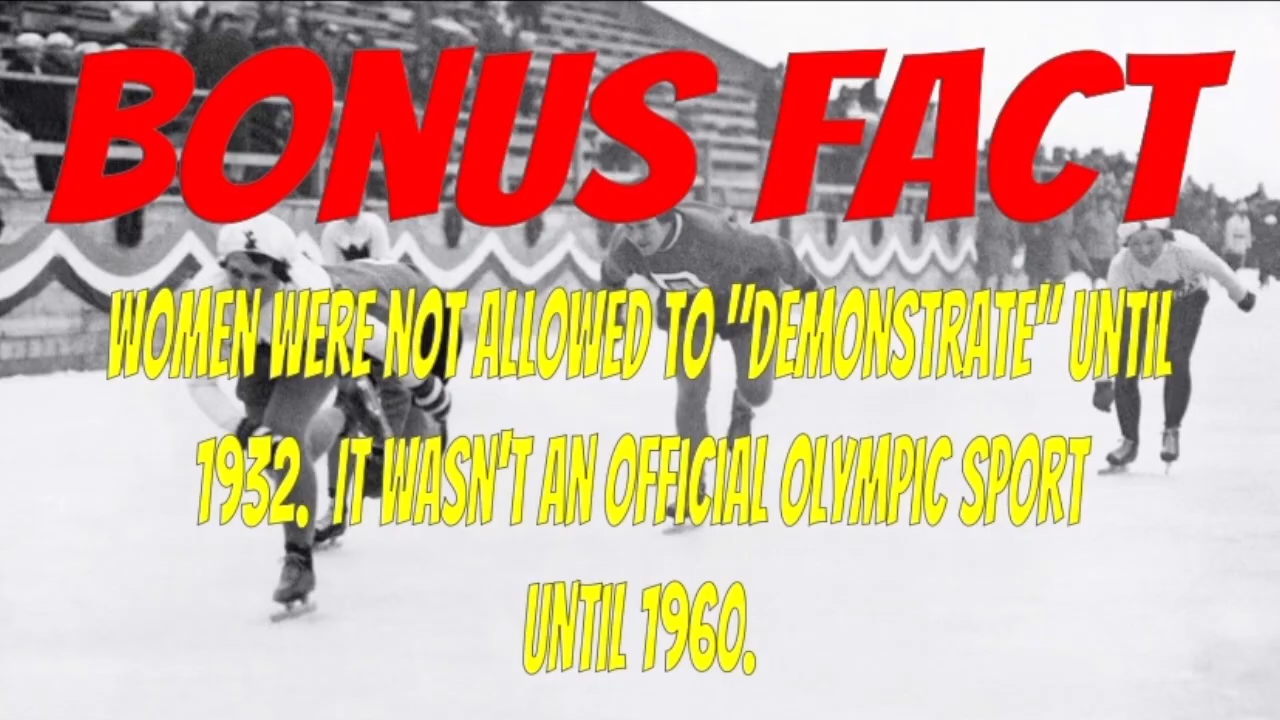 BONUS FACT
WOMEN WERE NOT ALLOWED TO "DEMONSTRATE" UNTIL
1932. IT WASN'T AN OFFICIAL OLYMPIC SPORT
UNTIL 1960.